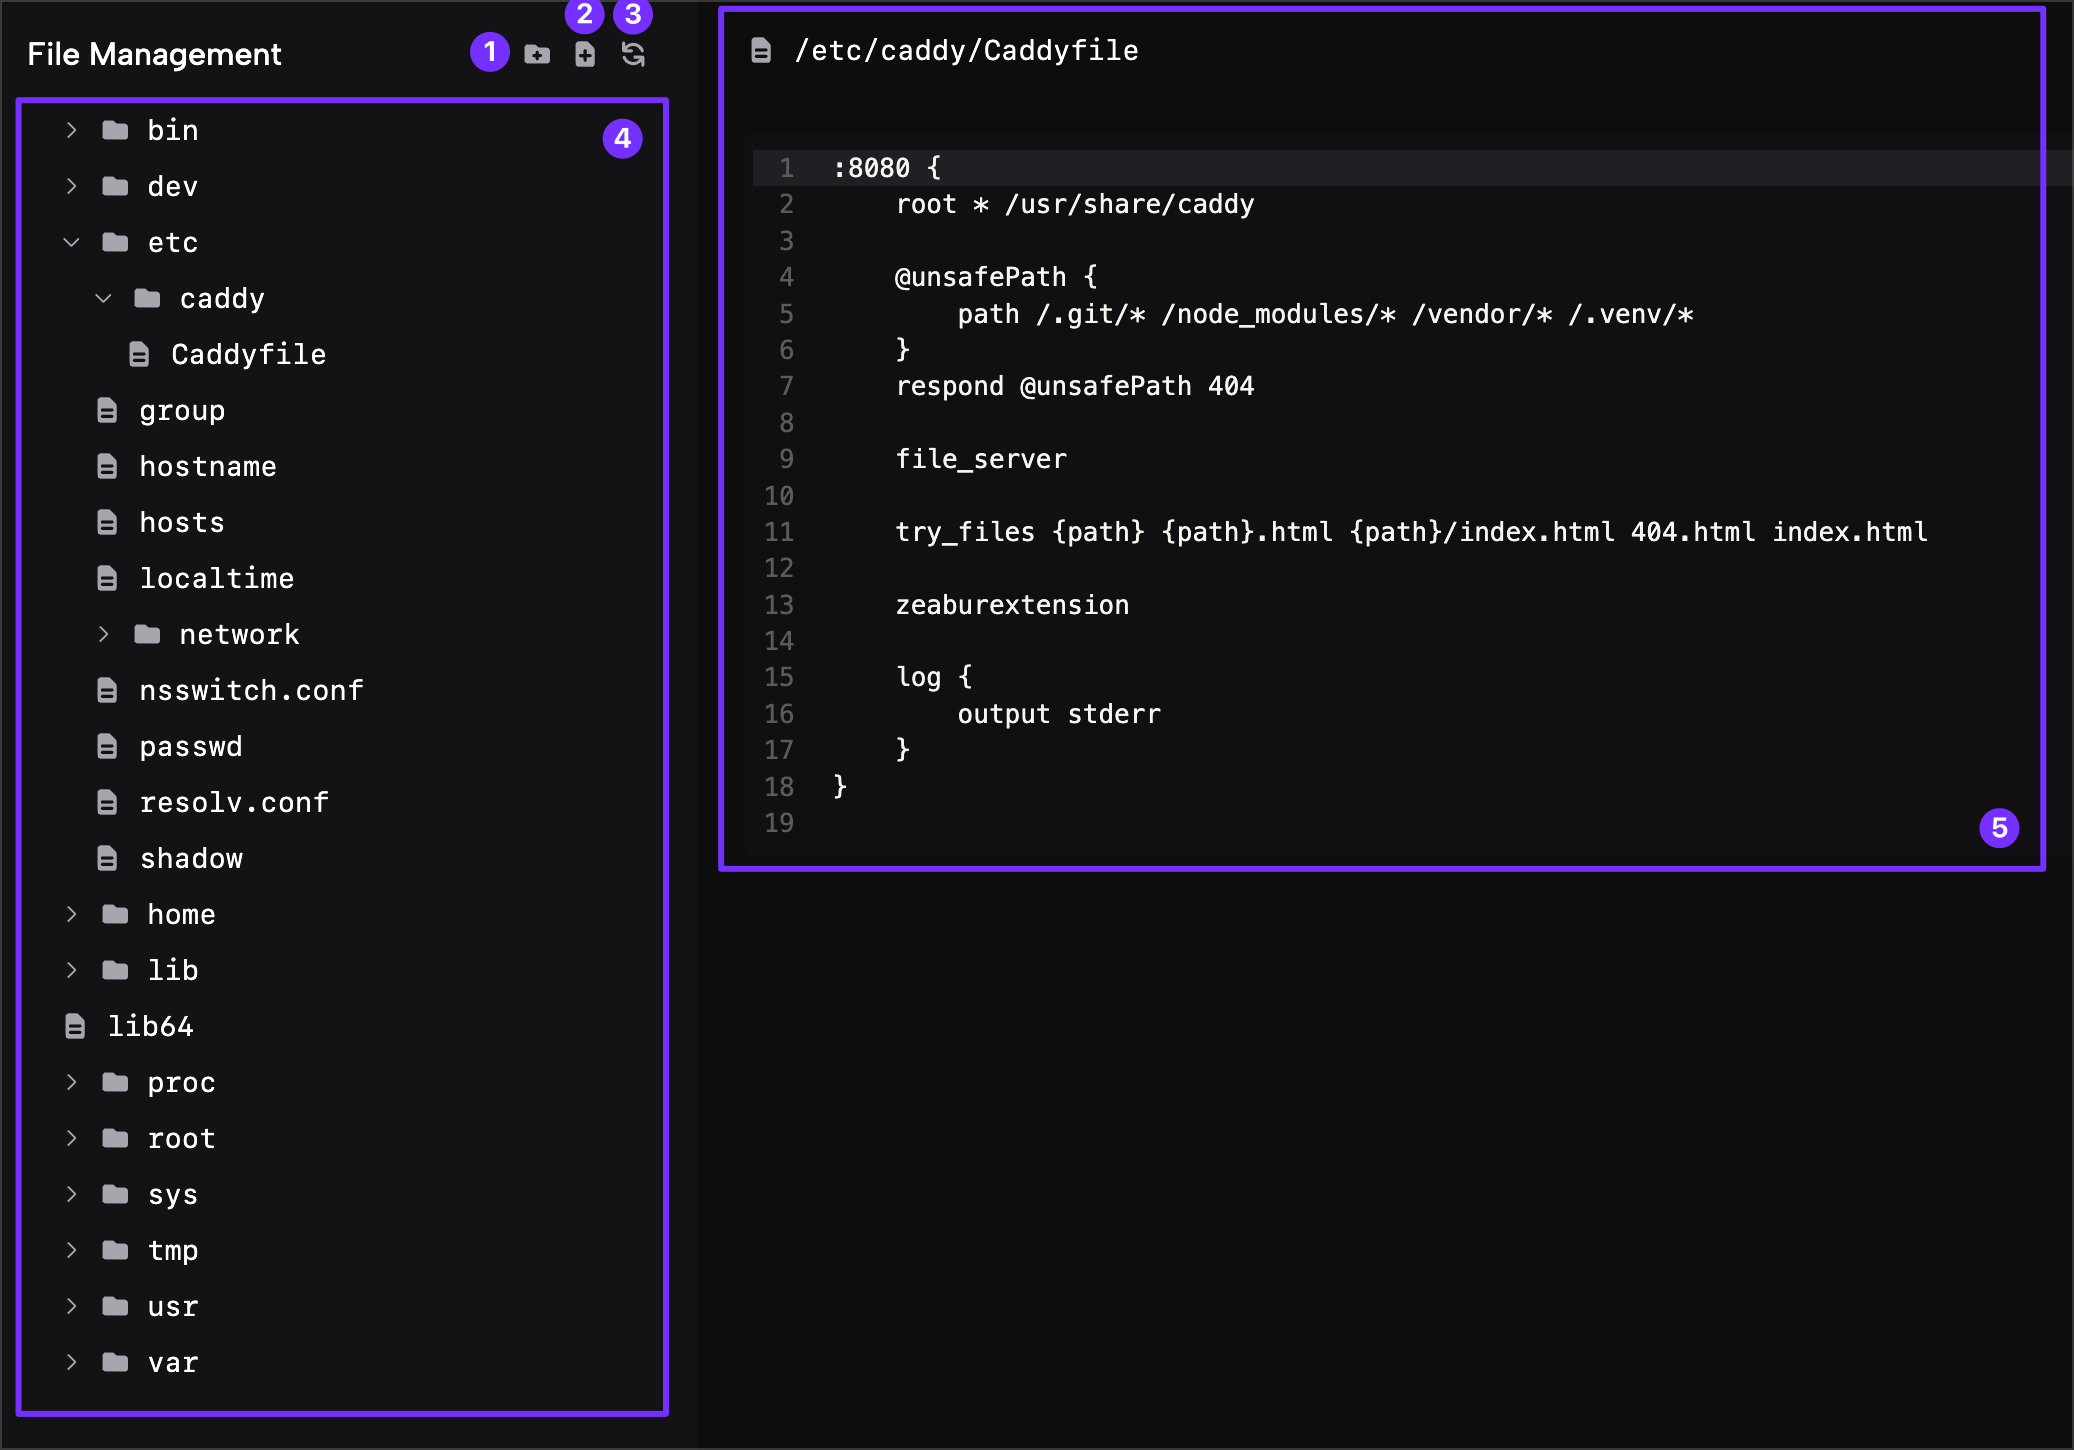 File Management
1
2
3
4
bin
dev
etc
caddy
Caddyfile
group
hostname
hosts
localtime
network
nsswitch.conf
passwd
resolv.conf
shadow
home
lib
lib64
proc
root
sys
tmp
usr
var
/etc/caddy/Caddyfile
1 :8080 {
2     root * /usr/share/caddy
3
4     @unsafePath {
5         path /.git/* /node_modules/* /vendor/* /.venv/*
6     }
7     respond @unsafePath 404
8
9     file_server
10
11     try_files {path} {path}.html {path}/index.html 404.html index.html
12
13     zeaburextension
14
15     log {
16         output stderr
17     }
18 }
19
5